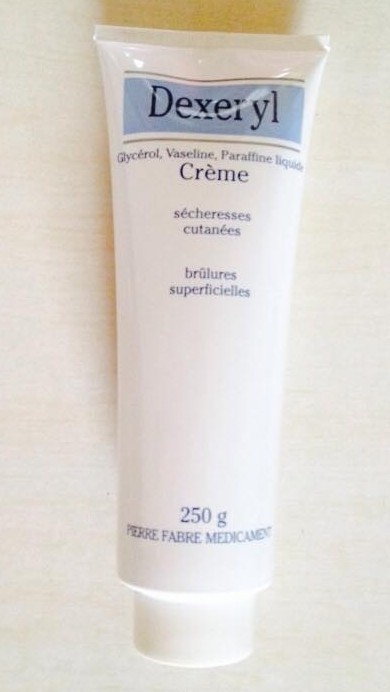 Dexeryl
Glycérol, Vaseline, Paraffine liquide
Crème
sécheresses
cutanées
brûlures
superficielles
250 g
PIERRE FABRE MEDICAMENT